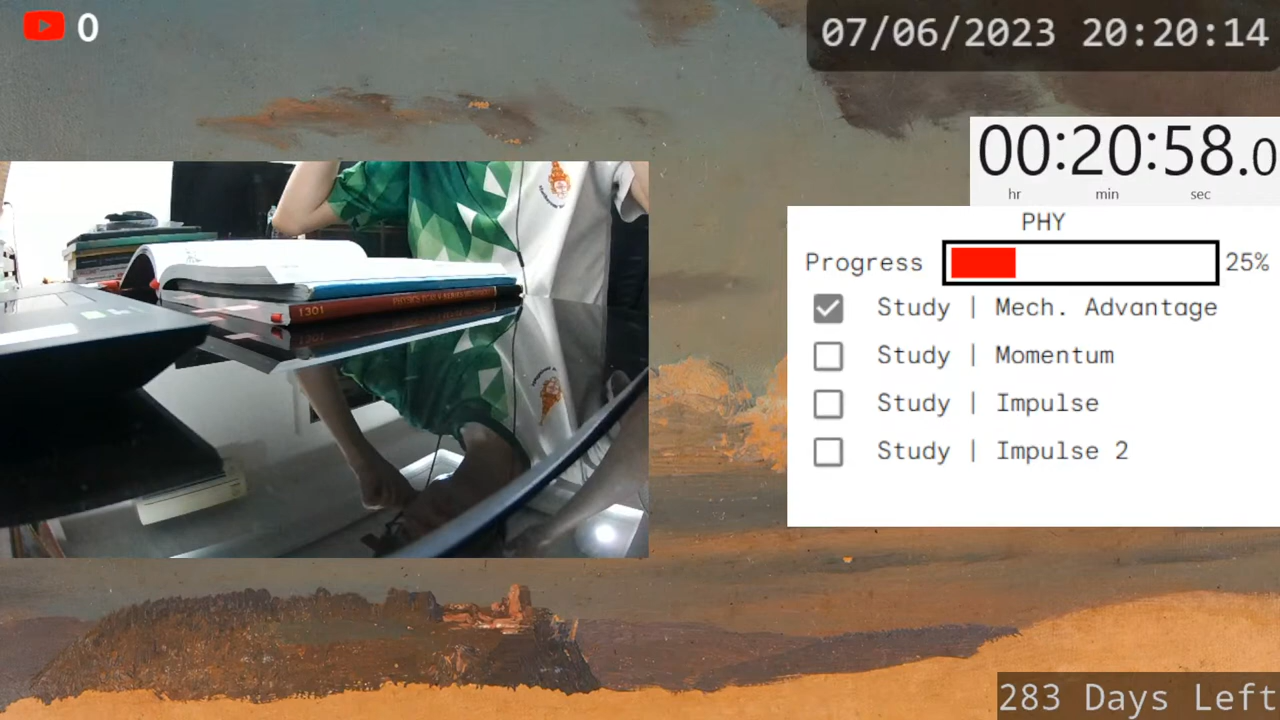 0
07/06/2023 20:20:14
00:20:58.0
hr min sec
PHY
Progress 25%
Study | Mech. Advantage
Study | Momentum
Study | Impulse
Study | Impulse 2
1301
283 Days Left